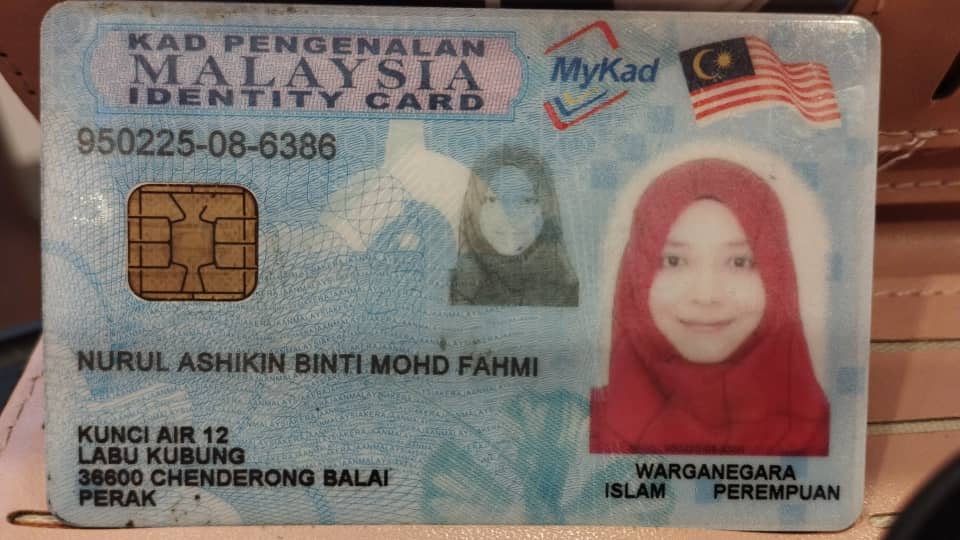 KAD PENGENALAN
MALAYSIA
IDENTITY CARD
MyKad
950225-08-6386
NURUL ASHIKIN BINTI MOHD FAHMI
KUNCI AIR 12
LABU KUBUNG
36600 CHENDERONG BALAI
PERAK
WARGANEGARA
ISLAM PEREMPUAN